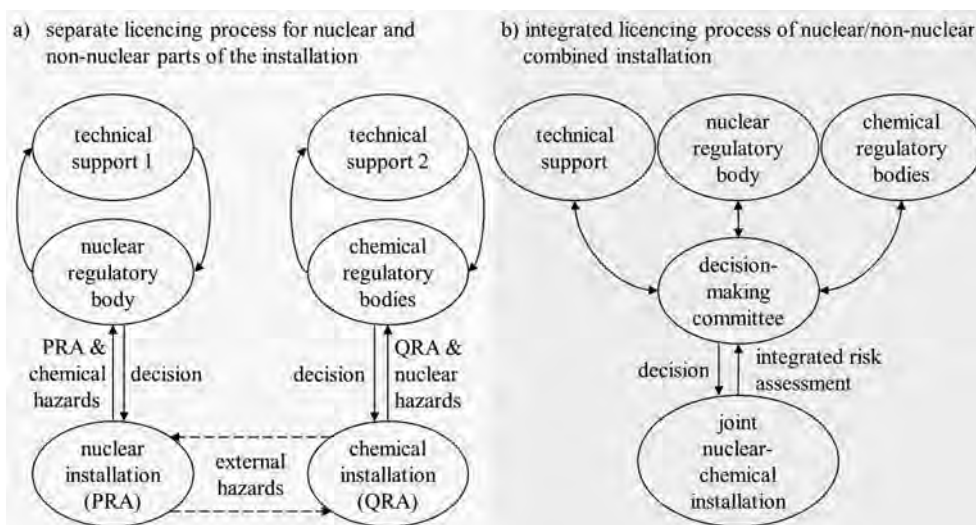 a) separate licencing process for nuclear and
non-nuclear parts of the installation
technical
support 1
technical
support 2
nuclear
regulatory
body
chemical
regulatory
bodies
PRA &
chemical
hazards
decision
decision
QRA &
nuclear
hazards
nuclear
installation
(PRA)
external
hazards
chemical
installation
(QRA)
b) integrated licencing process of nuclear/non-nuclear
combined installation
technical
support
nuclear
regulatory
body
chemical
regulatory
bodies
decision-
making
committee
decision
integrated risk
assessment
joint
nuclear-
chemical
installation